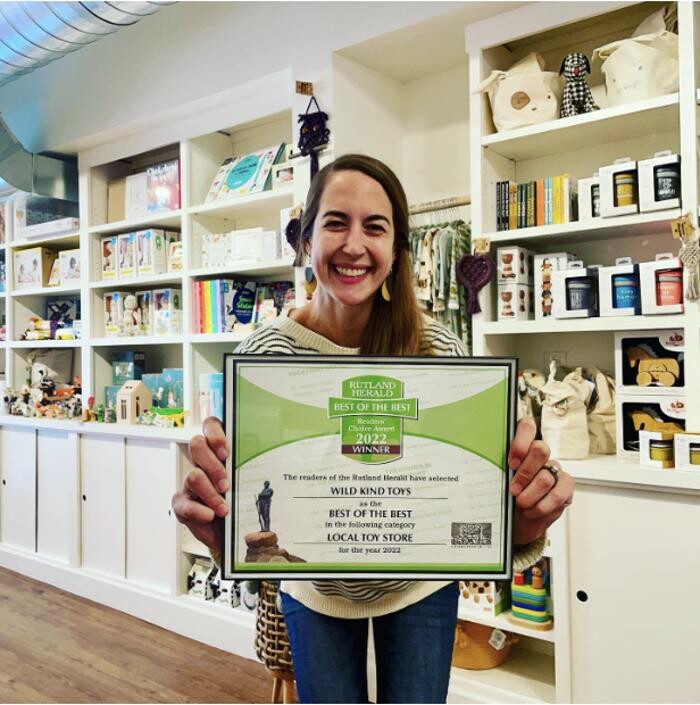 RUTLAND
HERALD
BEST OF THE BEST
Readers'
Choice Award
2022
WINNER
The readers of the Rutland Herald have selected
WILD KIND TOYS
as the
BEST OF THE BEST
in the following category
LOCAL TOY STORE
for the year 2022